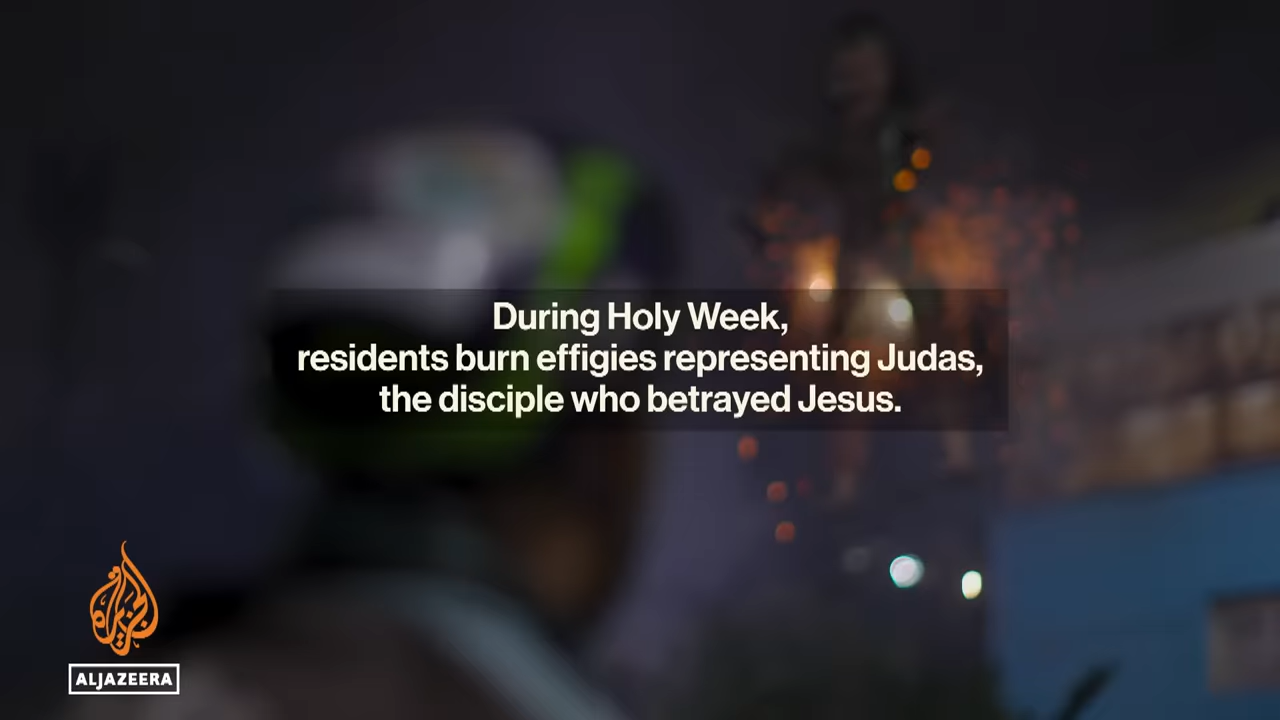 During Holy Week,
residents burn effigies representing Judas,
the disciple who betrayed Jesus.
الجزيرة
ALJAZEERA